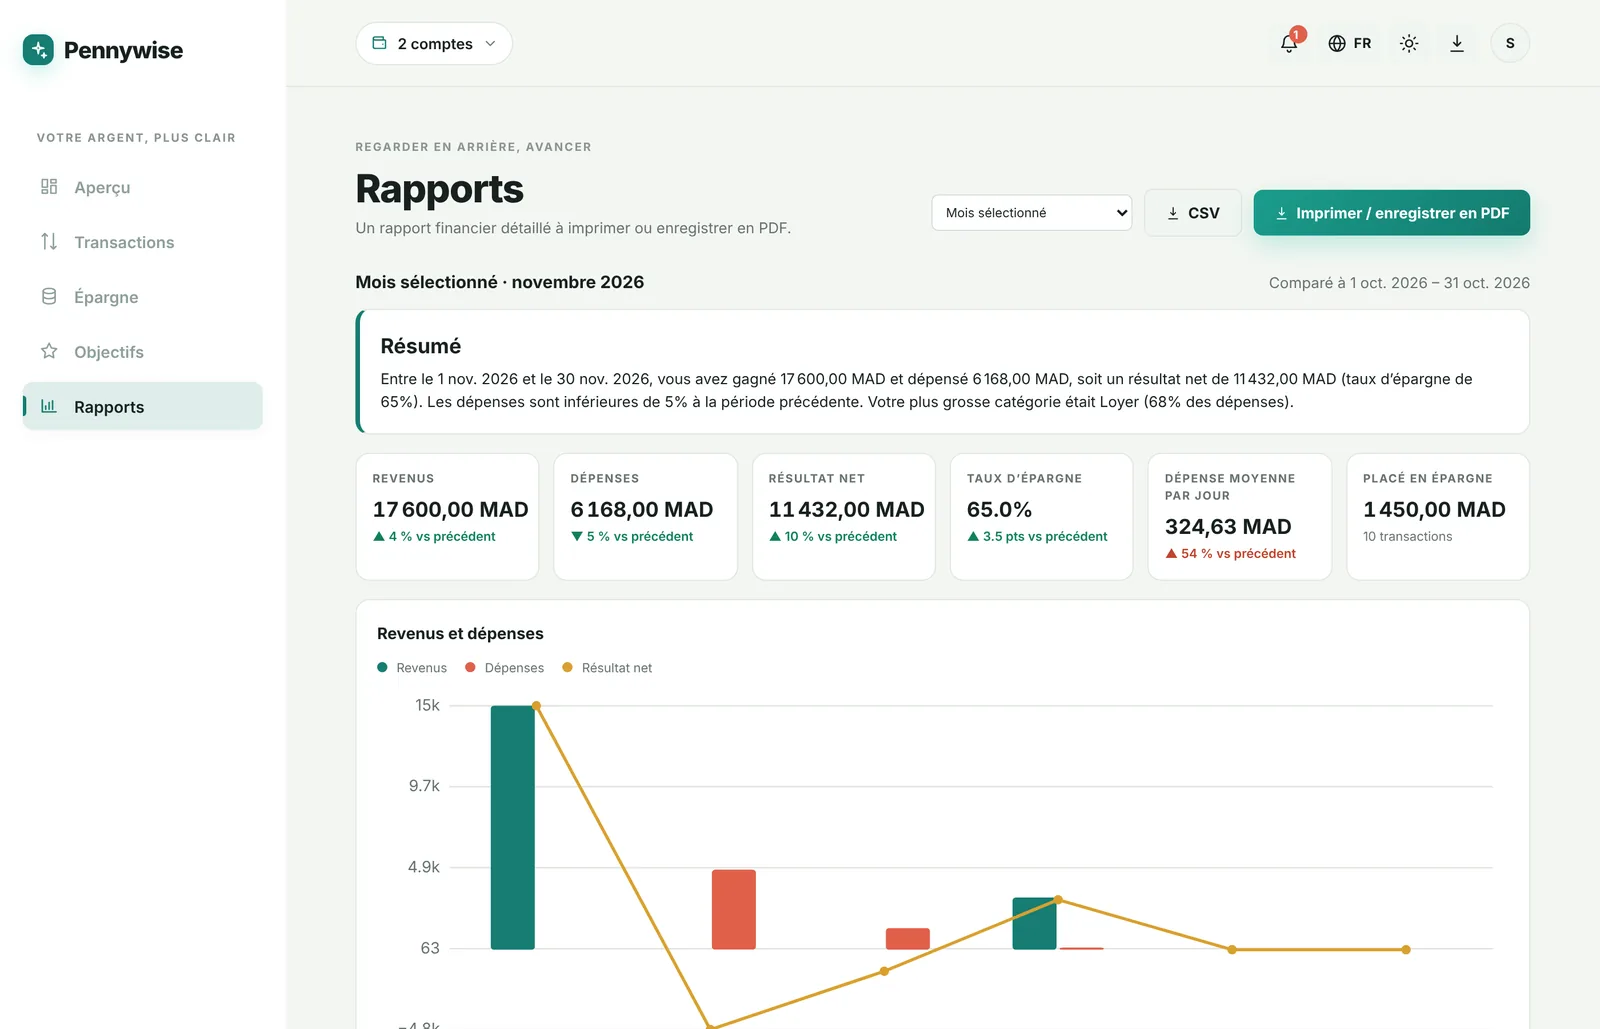 Pennywise
2 comptes
1
FR
S
VOTRE ARGENT, PLUS CLAIR
Aperçu
Transactions
Épargne
Objectifs
Rapports
REGARDER EN ARRIÈRE, AVANCER
Rapports
Un rapport financier détaillé à imprimer ou enregistrer en PDF.
Mois sélectionné
CSV
Imprimer / enregistrer en PDF
Mois sélectionné · novembre 2026
Comparé à 1 oct. 2026 – 31 oct. 2026
Résumé
Entre le 1 nov. 2026 et le 30 nov. 2026, vous avez gagné 17 600,00 MAD et dépensé 6 168,00 MAD, soit un résultat net de 11 432,00 MAD (taux d’épargne de
65%). Les dépenses sont inférieures de 5% à la période précédente. Votre plus grosse catégorie était Loyer (68% des dépenses).
REVENUS
17 600,00 MAD
▲ 4 % vs précédent
DÉPENSES
6 168,00 MAD
▼ 5 % vs précédent
RÉSULTAT NET
11 432,00 MAD
▲ 10 % vs précédent
TAUX D’ÉPARGNE
65.0%
▲ 3.5 pts vs précédent
DÉPENSE MOYENNE
PAR JOUR
324,63 MAD
▲ 54 % vs précédent
PLACÉ EN ÉPARGNE
1 450,00 MAD
10 transactions
Revenus et dépenses
Revenus
Dépenses
Résultat net
15k
9.7k
4.9k
63
−4.8k